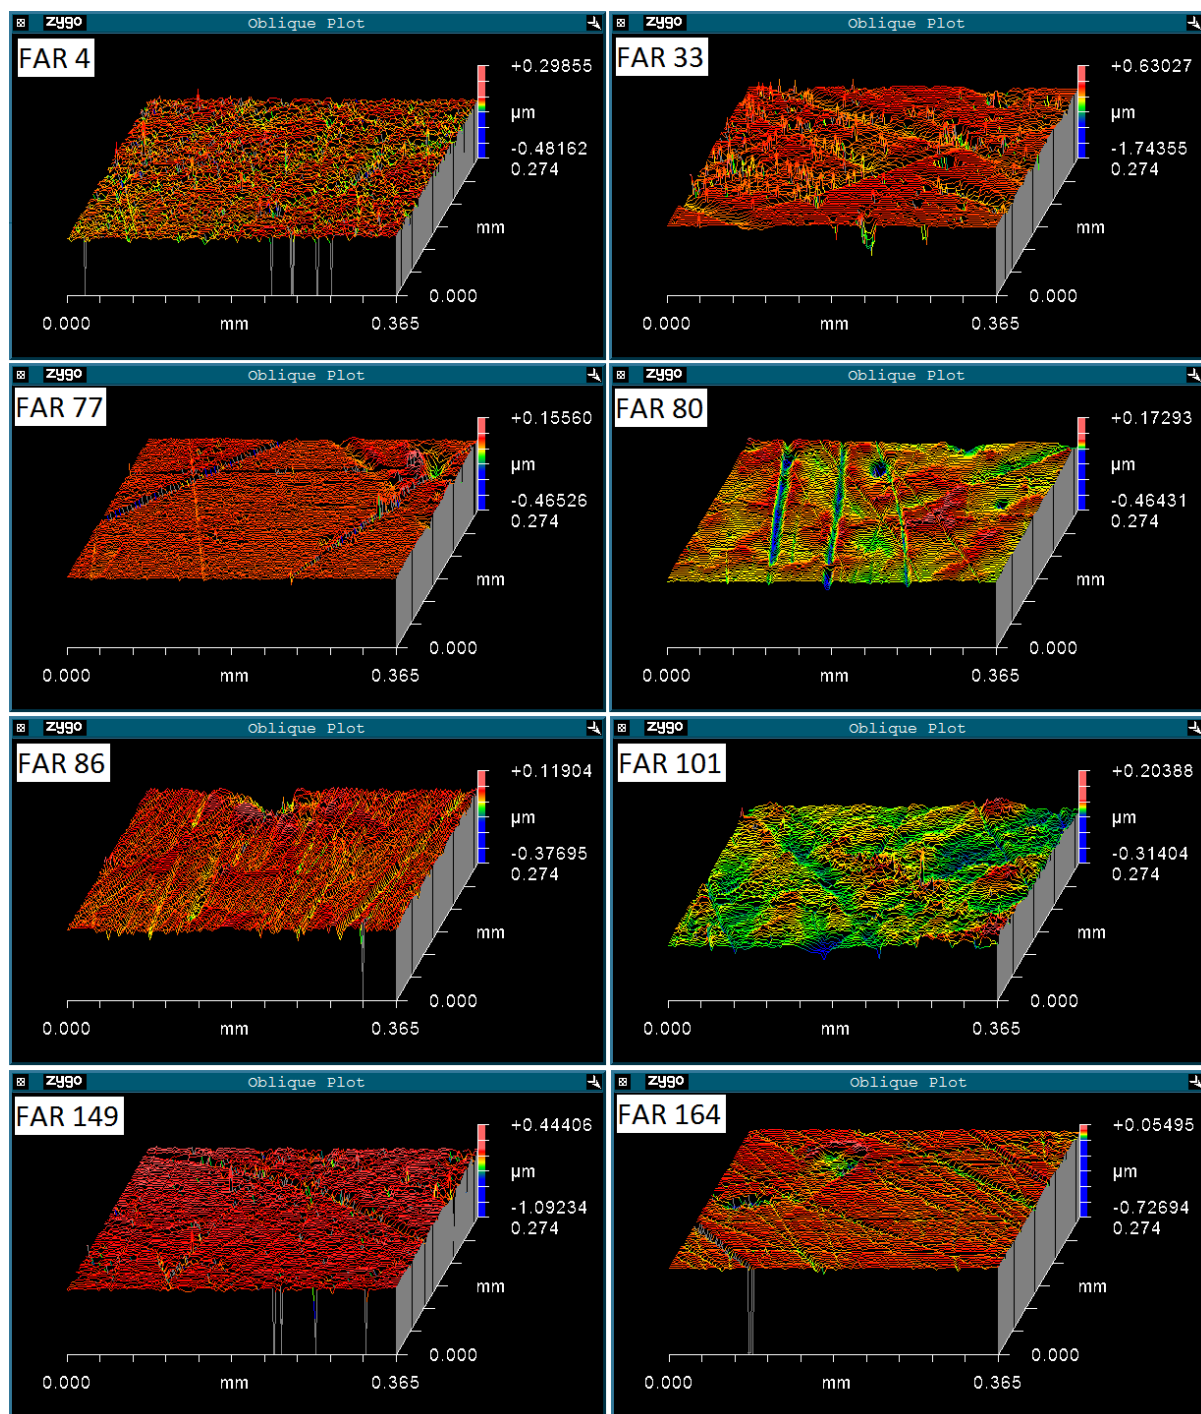 zygo Oblique Plot
FAR 4
+0.29855
µm
-0.48162
0.274
mm
0.000
0.000 mm 0.365
zygo Oblique Plot
FAR 33
+0.63027
µm
-1.74355
0.274
mm
0.000
0.000 mm 0.365
zygo Oblique Plot
FAR 77
+0.15560
µm
-0.46526
0.274
mm
0.000
0.000 mm 0.365
zygo Oblique Plot
FAR 80
+0.17293
µm
-0.46431
0.274
mm
0.000
0.000 mm 0.365
zygo Oblique Plot
FAR 86
+0.11904
µm
-0.37695
0.274
mm
0.000
0.000 mm 0.365
zygo Oblique Plot
FAR 101
+0.20388
µm
-0.31404
0.274
mm
0.000
0.000 mm 0.365
zygo Oblique Plot
FAR 149
+0.44406
µm
-1.09234
0.274
mm
0.000
0.000 mm 0.365
zygo Oblique Plot
FAR 164
+0.05495
µm
-0.72694
0.274
mm
0.000
0.000 mm 0.365